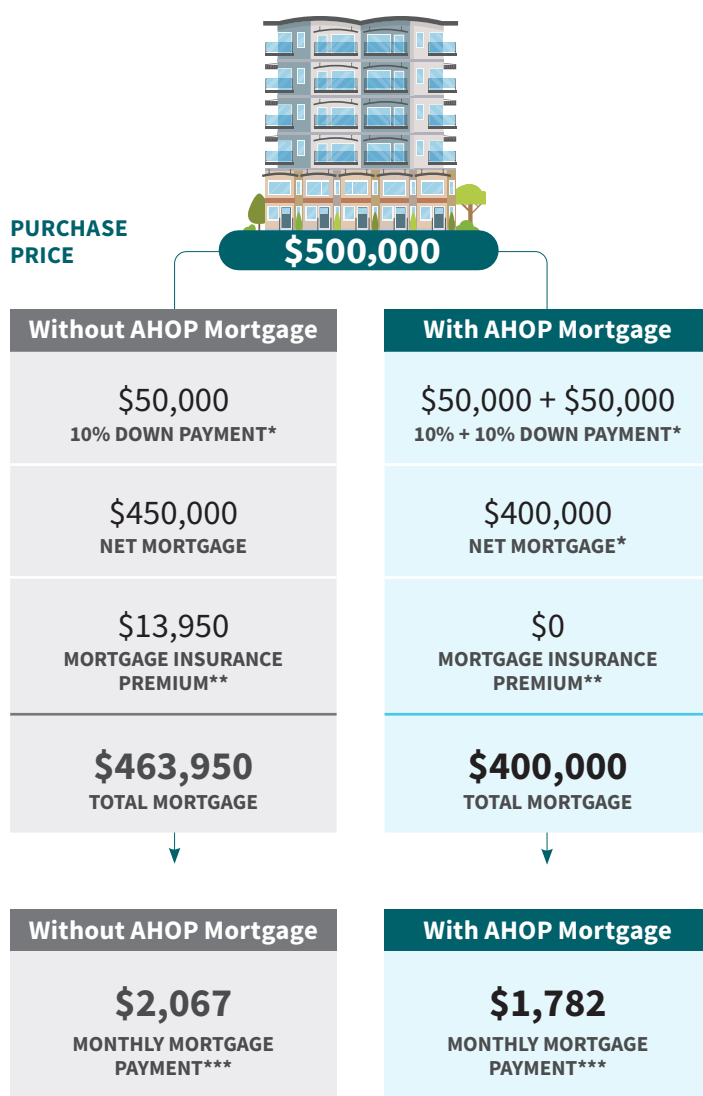 PURCHASE
PRICE
$500,000
Without AHOP Mortgage
$50,000
10% DOWN PAYMENT*
$450,000
NET MORTGAGE
$13,950
MORTGAGE INSURANCE
PREMIUM**
$463,950
TOTAL MORTGAGE
With AHOP Mortgage
$50,000 + $50,000
10% + 10% DOWN PAYMENT*
$400,000
NET MORTGAGE*
$0
MORTGAGE INSURANCE
PREMIUM**
$400,000
TOTAL MORTGAGE
Without AHOP Mortgage
$2,067
MONTHLY MORTGAGE
PAYMENT***
With AHOP Mortgage
$1,782
MONTHLY MORTGAGE
PAYMENT***